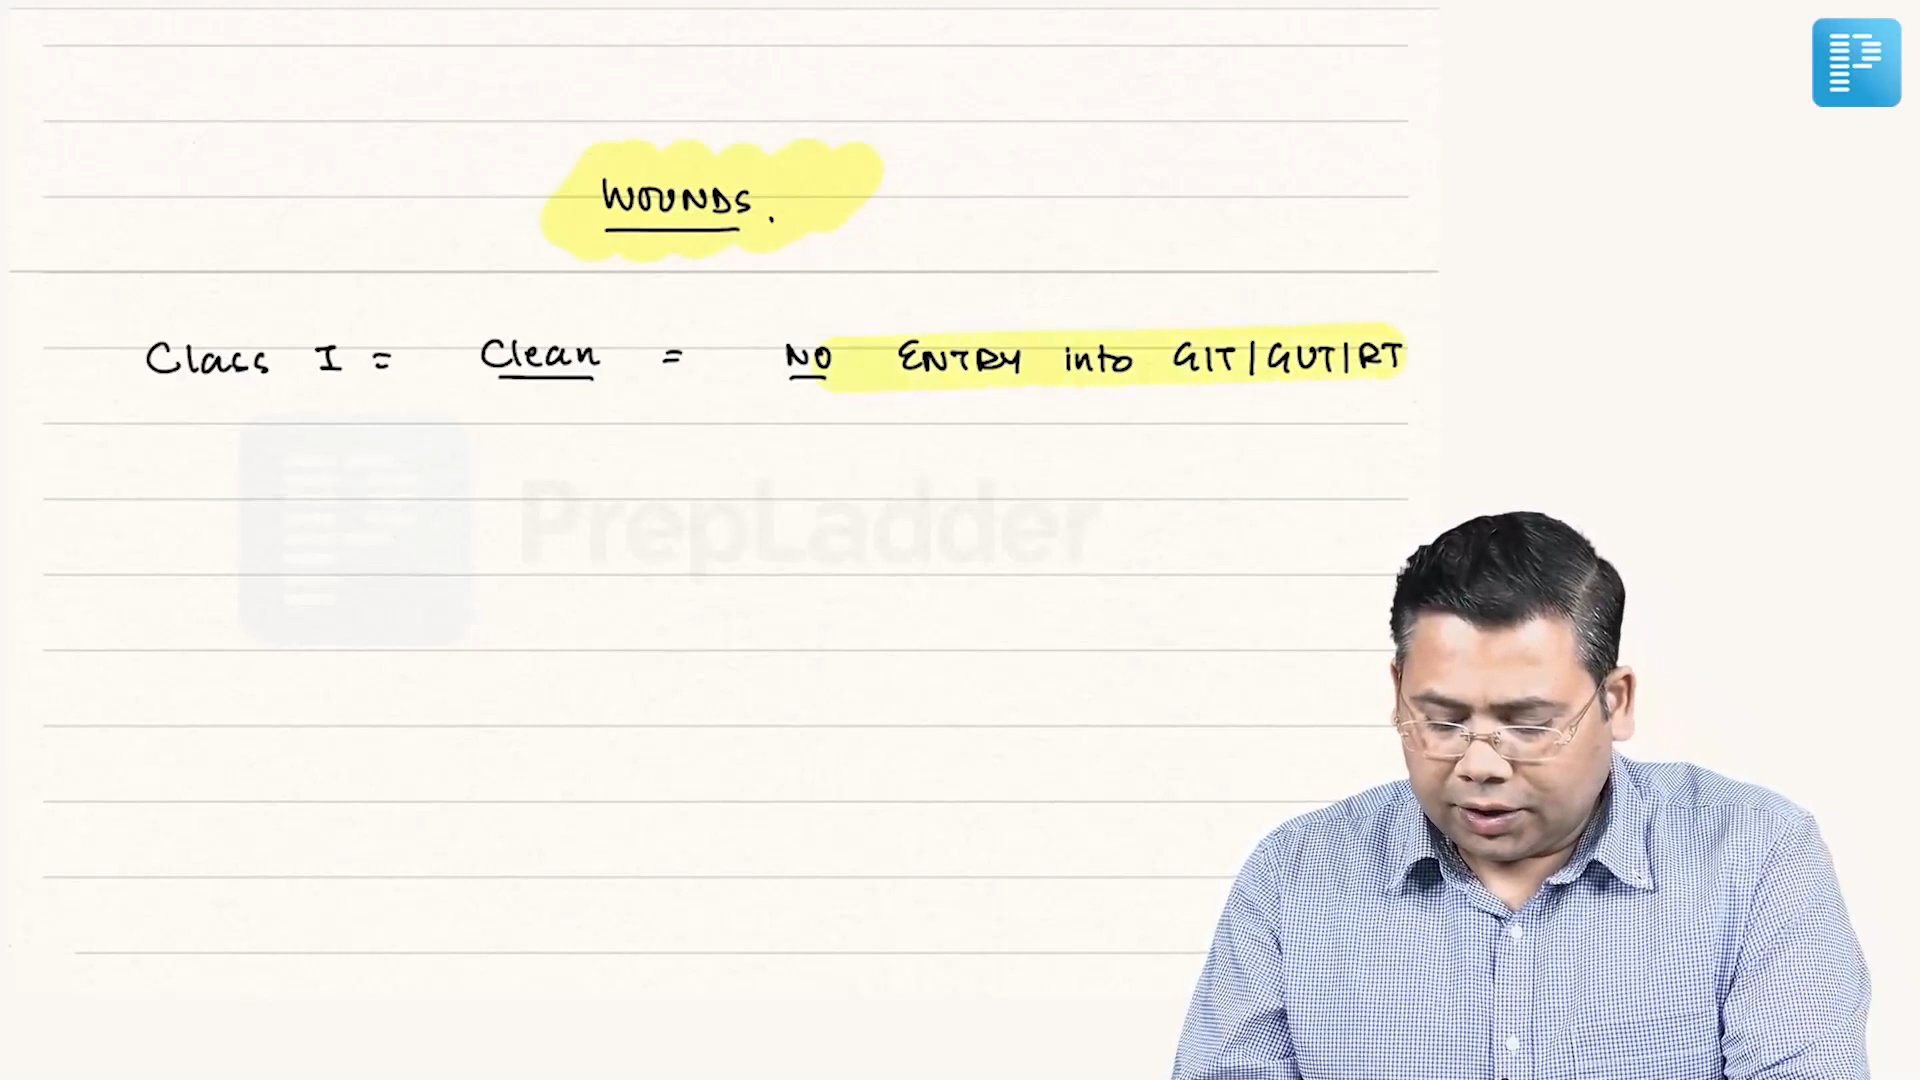 WOUNDS.
Class I = Clean = NO ENTRY into GIT/GUT/RT
PrepLadder